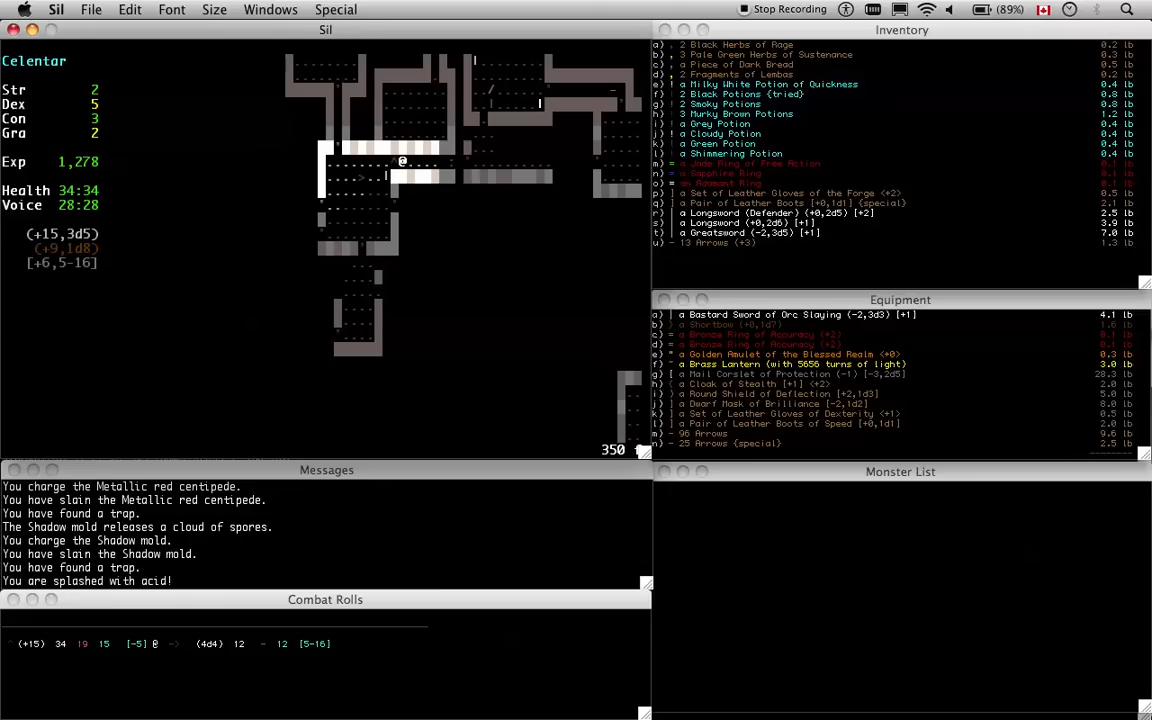 Sil File Edit Font Size Windows Special Stop Recording (89%)
Sil
Celentar
Str 2
Dex 5
Con 3
Gra 2
Exp 1,278
Health 34:34
Voice 28:28
(+15,3d5)
(+9,1d8)
[+6,5-16]
350 f
Messages
You charge the Metallic red centipede.
You have slain the Metallic red centipede.
You have found a trap.
The Shadow mold releases a cloud of spores.
You charge the Shadow mold.
You have slain the Shadow mold.
You have found a trap.
You are splashed with acid!
Combat Rolls
^ (+15) 34 19 15 [-5] @ -> (4d4) 12 - 12 [5-16]
Inventory
a) , 2 Black Herbs of Rage 0.2 lb
b) , 3 Pale Green Herbs of Sustenance 0.3 lb
c) , a Piece of Dark Bread 0.5 lb
d) , 2 Fragments of Lembas 0.2 lb
e) ! a Milky White Potion of Quickness 0.4 lb
f) ! 2 Black Potions {tried} 0.8 lb
g) ! 2 Smoky Potions 0.8 lb
h) ! 3 Murky Brown Potions 1.2 lb
i) ! a Grey Potion 0.4 lb
j) ! a Cloudy Potion 0.4 lb
k) ! a Green Potion 0.4 lb
l) ! a Shimmering Potion 0.4 lb
m) = a Jade Ring of Free Action 0.1 lb
n) = a Sapphire Ring 0.1 lb
o) = an Adamant Ring 0.1 lb
p) ] a Set of Leather Gloves of the Forge <+2> 0.5 lb
q) ] a Pair of Leather Boots [+0,1d1] {special} 2.1 lb
r) | a Longsword (Defender) (+0,2d5) [+2] 2.5 lb
s) | a Longsword (+0,2d6) [+1] 3.9 lb
t) | a Greatsword (-2,3d5) [+1] 7.0 lb
u) - 13 Arrows (+3) 1.3 lb
Equipment
a) | a Bastard Sword of Orc Slaying (-2,3d3) [+1] 4.1 lb
b) } a Shortbow (+0,1d7) 1.6 lb
c) = a Bronze Ring of Accuracy (+2) 0.1 lb
d) = a Bronze Ring of Accuracy (+2) 0.1 lb
e) " a Golden Amulet of the Blessed Realm <+0> 0.3 lb
f) ~ a Brass Lantern (with 5656 turns of light) 3.0 lb
g) [ a Mail Corslet of Protection (-1) [-3,2d5] 28.3 lb
h) ( a Cloak of Stealth [+1] <+2> 2.0 lb
i) ) a Round Shield of Deflection [+2,1d3] 5.0 lb
j) ] a Dwarf Mask of Brilliance [-2,1d2] 8.0 lb
k) ] a Set of Leather Gloves of Dexterity <+1> 0.5 lb
l) ] a Pair of Leather Boots of Speed [+0,1d1] 2.0 lb
m) - 96 Arrows 9.6 lb
n) - 25 Arrows {special} 2.5 lb
Monster List